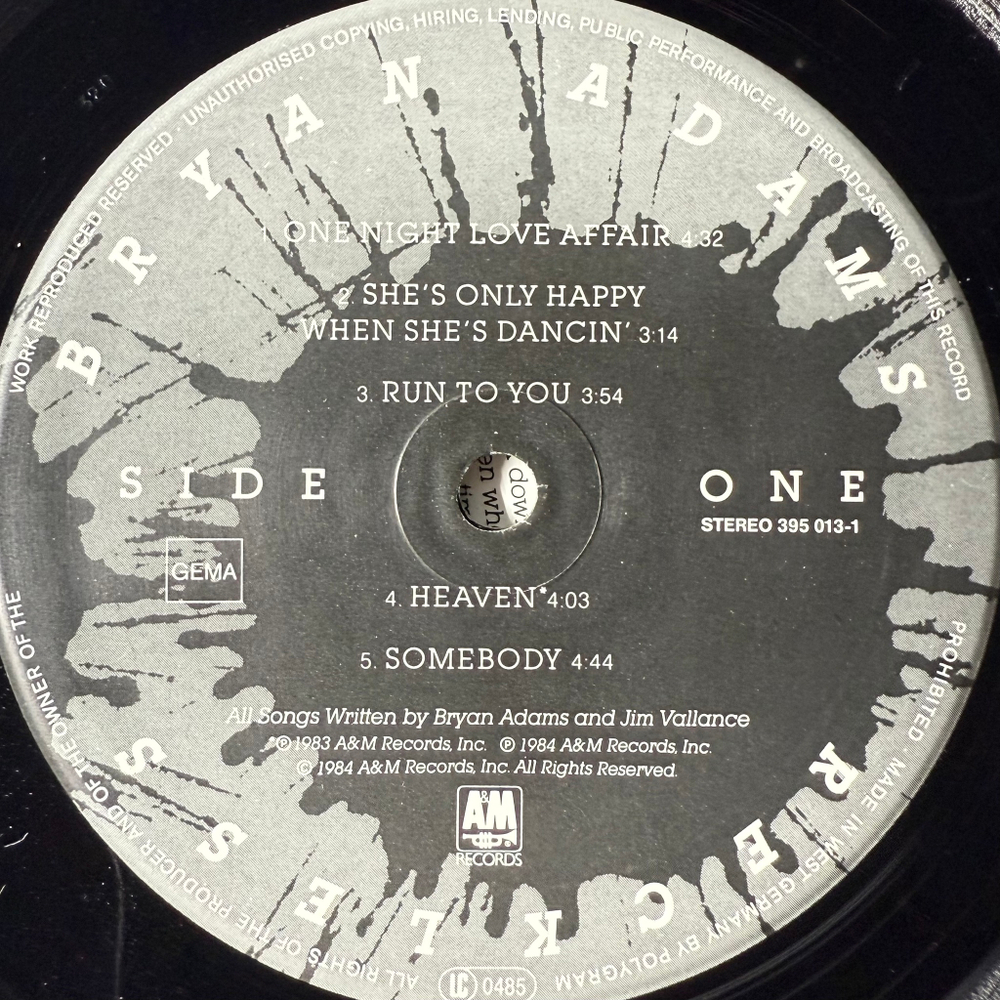 WORK REPRODUCED RESERVED · UNAUTHORISED COPYING, HIRING, LENDING, PUBLIC PERFORMANCE AND BROADCASTING OF THIS RECORD
PROHIBITED · MADE IN WEST GERMANY BY POLYGRAM
ALL RIGHTS OF THE PRODUCER AND OF THE OWNER OF THE
BRYAN ADAMS
1. ONE NIGHT LOVE AFFAIR 4:32
2. SHE'S ONLY HAPPY
WHEN SHE'S DANCIN' 3:14
3. RUN TO YOU 3:54
SIDE ONE
STEREO 395 013-1
GEMA
4. HEAVEN* 4:03
5. SOMEBODY 4:44
All Songs Written by Bryan Adams and Jim Vallance
*℗ 1983 A&M Records, Inc. ℗ 1984 A&M Records, Inc.
© 1984 A&M Records, Inc. All Rights Reserved.
A&M
RECORDS
RECKLESS
LC 0485
dow
en wh